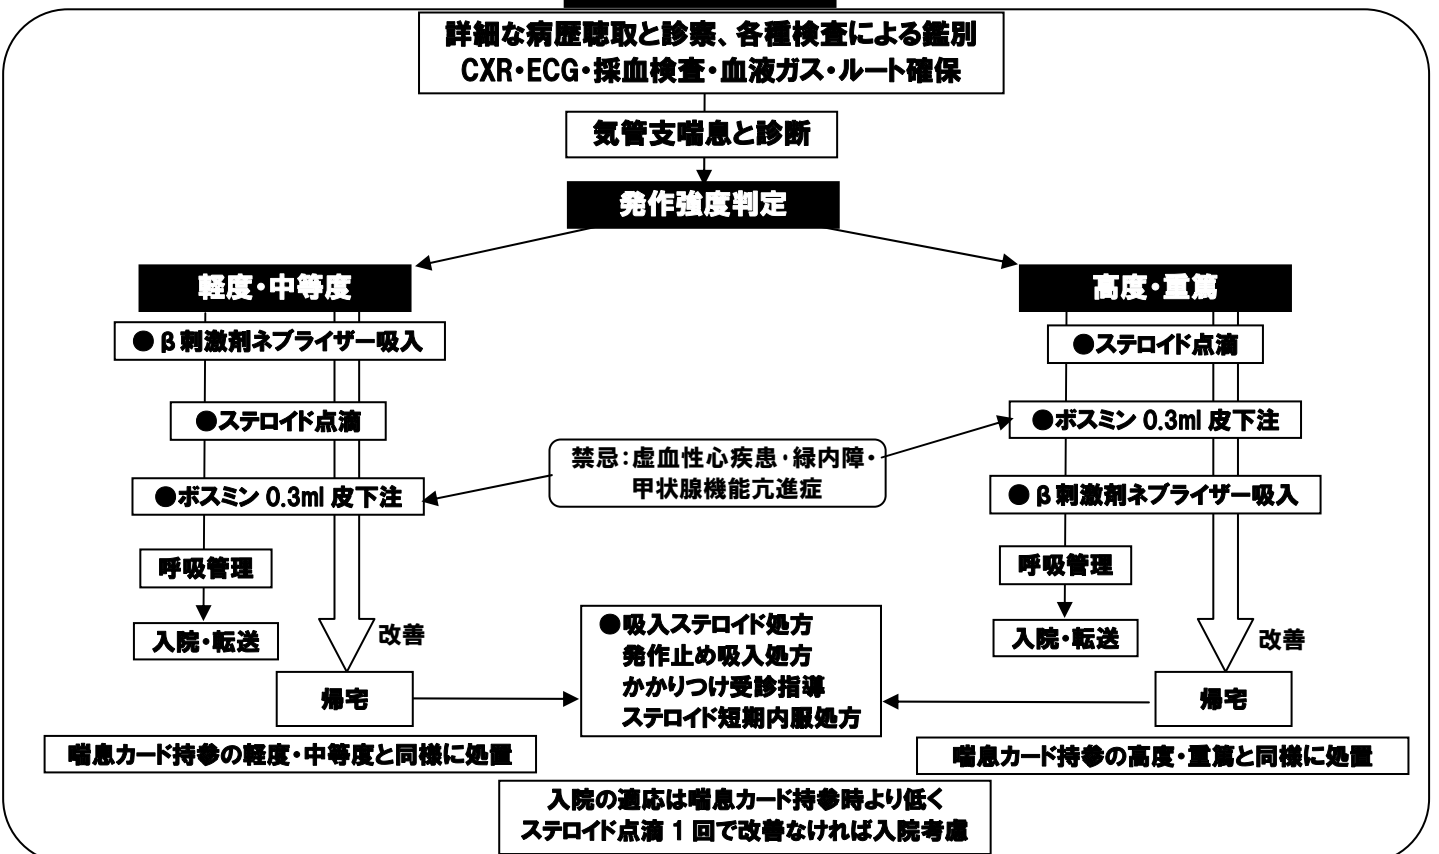 詳細な病歴聴取と診察、各種検査による鑑別
CXR・ECG・採血検査・血液ガス・ルート確保
気管支喘息と診断
発作強度判定
軽度・中等度
●β刺激剤ネブライザー吸入
●ステロイド点滴
●ボスミン 0.3ml 皮下注
呼吸管理
入院・転送
改善
帰宅
喘息カード持参の軽度・中等度と同様に処置
禁忌：虚血性心疾患・緑内障・
甲状腺機能亢進症
高度・重篤
●ステロイド点滴
●ボスミン 0.3ml 皮下注
●β刺激剤ネブライザー吸入
呼吸管理
入院・転送
改善
帰宅
喘息カード持参の高度・重篤と同様に処置
●吸入ステロイド処方
発作止め吸入処方
かかりつけ受診指導
ステロイド短期内服処方
入院の適応は喘息カード持参時より低く
ステロイド点滴 1 回で改善なければ入院考慮